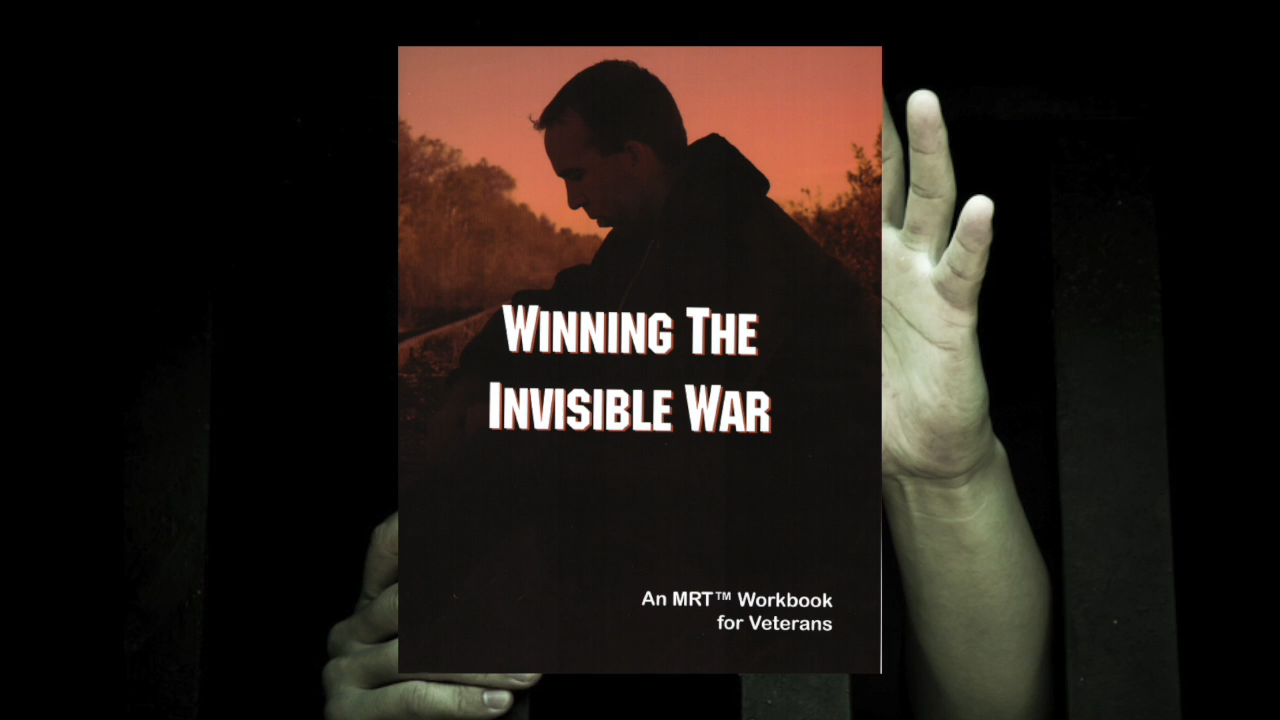 WINNING THE
INVISIBLE WAR
An MRT™ Workbook
for Veterans